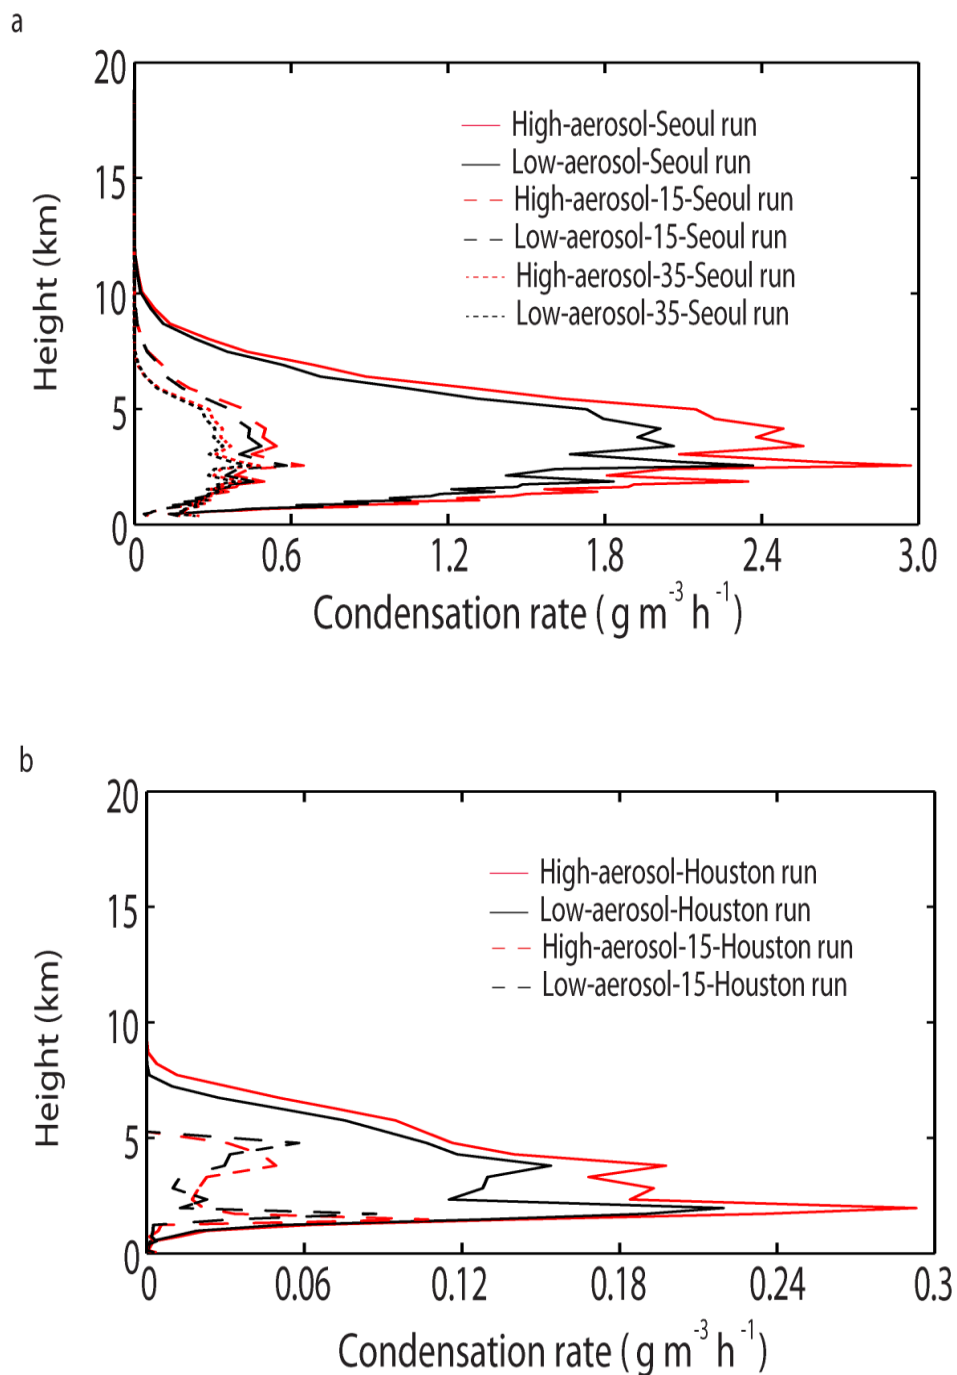 a
20
15
10
5
0
High-aerosol-Seoul run
Low-aerosol-Seoul run
High-aerosol-15-Seoul run
Low-aerosol-15-Seoul run
High-aerosol-35-Seoul run
Low-aerosol-35-Seoul run
Height (km)
0 0.6 1.2 1.8 2.4 3.0
Condensation rate ( g m⁻³ h⁻¹)
b
20
15
10
5
0
High-aerosol-Houston run
Low-aerosol-Houston run
High-aerosol-15-Houston run
Low-aerosol-15-Houston run
Height (km)
0 0.06 0.12 0.18 0.24 0.3
Condensation rate ( g m⁻³ h⁻¹)